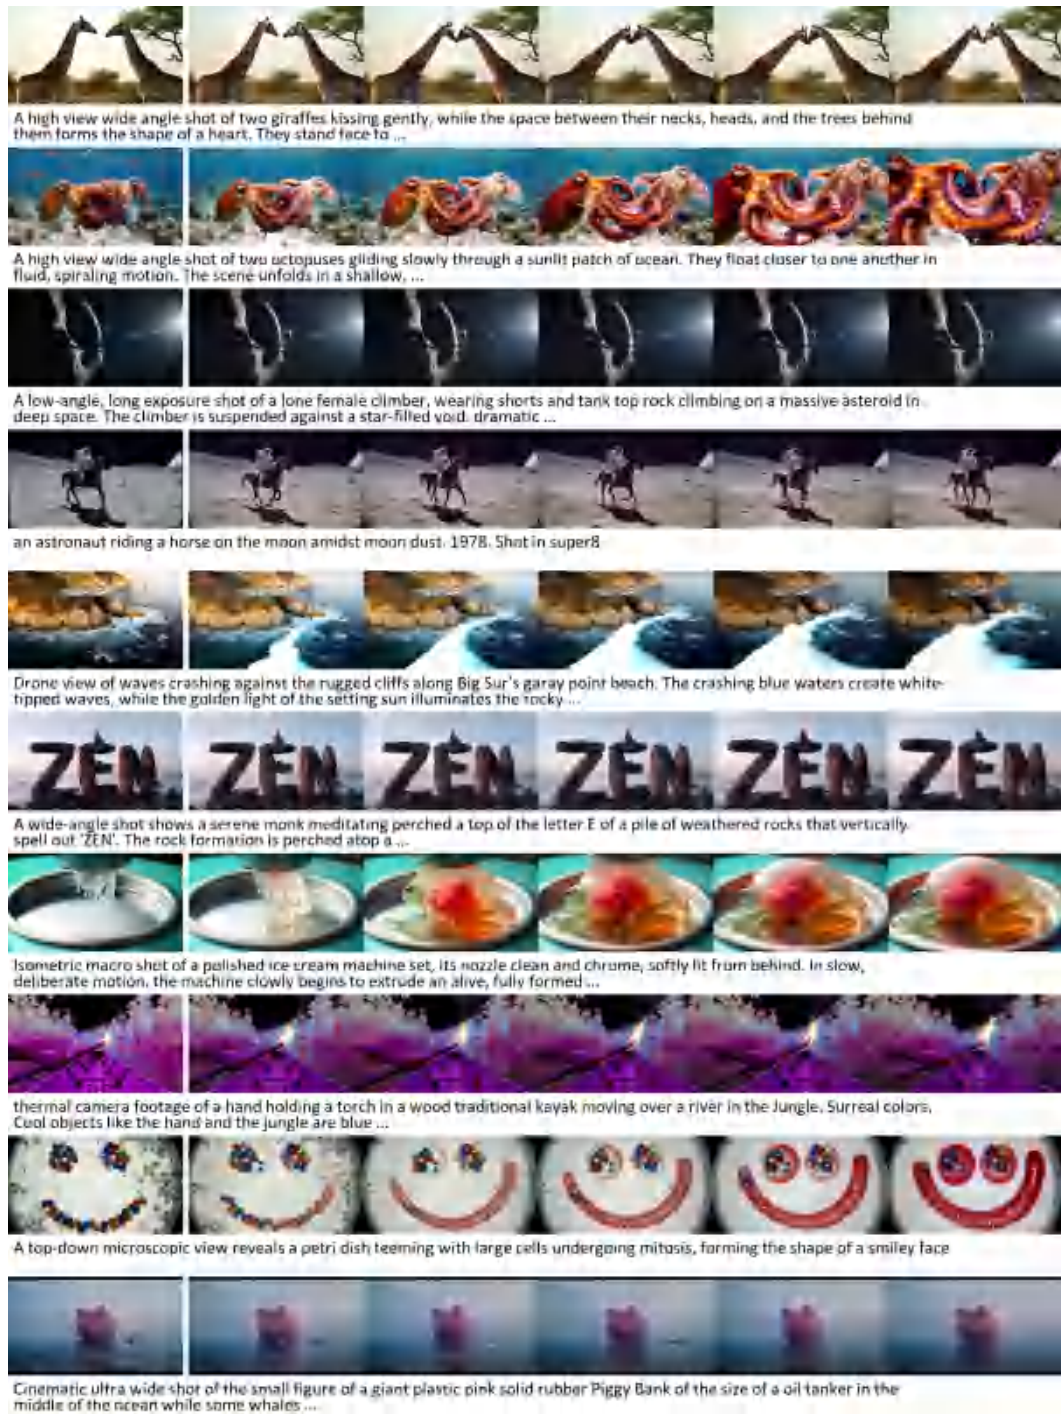 A high view wide angle shot of two giraffes kissing gently, while the space between their necks, heads, and the trees behind
them forms the shape of a heart. They stand face to ...
A high view wide angle shot of two octopuses gliding slowly through a sunlit patch of ocean. They float closer to one another in
fluid, spiraling motion. The scene unfolds in a shallow, ...
A low-angle, long exposure shot of a lone female climber, wearing shorts and tank top rock climbing on a massive asteroid in
deep space. The climber is suspended against a star-filled void. dramatic ...
an astronaut riding a horse on the moon amidst moon dust. 1978. Shot in super8
Drone view of waves crashing against the rugged cliffs along Big Sur's garay point beach. The crashing blue waters create white-
tipped waves, while the golden light of the setting sun illuminates the rocky ...
ZEN ZEN ZEN ZEN ZEN ZEN
A wide-angle shot shows a serene monk meditating perched a top of the letter E of a pile of weathered rocks that vertically
spell out 'ZEN'. The rock formation is perched atop a ...
Isometric macro shot of a polished ice cream machine set, its nozzle clean and chrome, softly lit from behind. In slow,
deliberate motion, the machine clowly begins to extrude an alive, fully formed ...
thermal camera footage of a hand holding a torch in a wood traditional kayak moving over a river in the Jungle. Surreal colors.
Cool objects like the hand and the jungle are blue ...
A top-down microscopic view reveals a petri dish teeming with large cells undergoing mitosis, forming the shape of a smiley face
Cinematic ultra wide shot of the small figure of a giant plastic pink solid rubber Piggy Bank of the size of a oil tanker in the
middle of the ocean while some whales ...